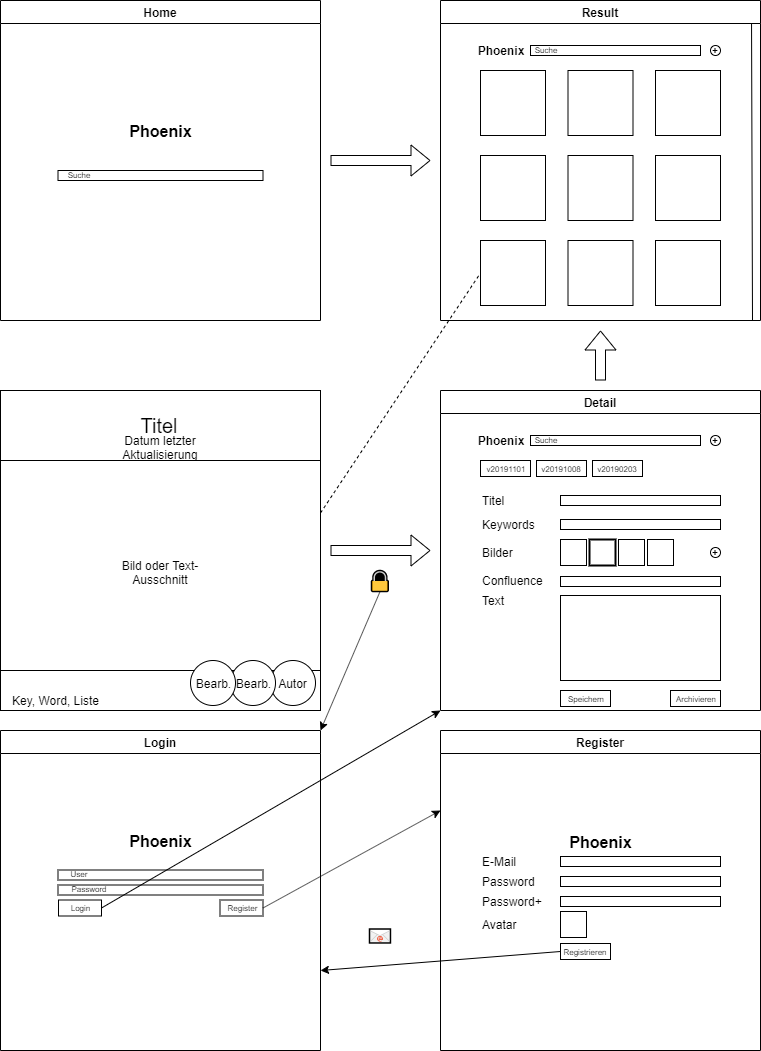 Home
Phoenix
Suche
Result
Phoenix
Suche
Titel
Datum letzter
Aktualisierung
Bild oder Text-
Ausschnitt
Key, Word, Liste
Bearb.
Bearb.
Autor
Detail
Phoenix
Suche
v20191101
v20191008
v20190203
Titel
Keywords
Bilder
Confluence
Text
Speichern
Archivieren
Login
Phoenix
User
Password
Login
Register
Register
Phoenix
E-Mail
Password
Password+
Avatar
Registrieren